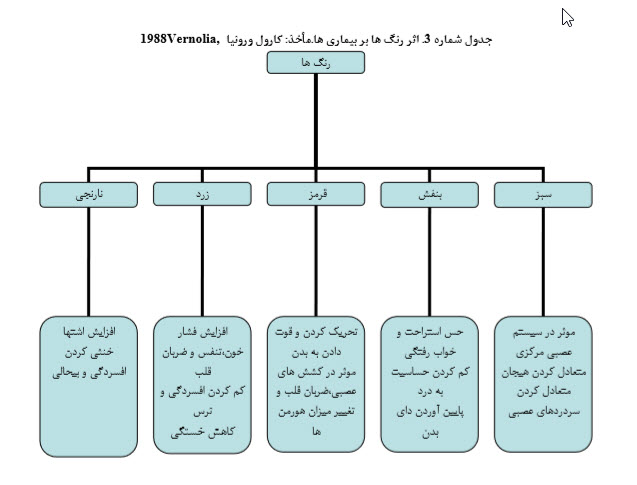 جدول شماره 3. اثر رنگ ها بر بیماری ها.مأخذ: کارول ورونیا ,1988Vernolia
رنگ ها
سبز
بنفش
قرمز
زرد
نارنجی
موثر در سیستم
عصبی مرکزی
متعادل کردن هیجان
متعادل کردن
سردردهای عصبی
حس استراحت و
خواب رفتگی
کم کردن حساسیت
به درد
پایین آوردن دای
بدن
تحریک کردن و قوت
دادن به بدن
موثر در کشش های
عصبی،ضربان قلب و
تغییر میزان هورمن
ها
افزایش فشار
خون،تنفس و ضربان
قلب
کم کردن افسردگی و
ترس
کاهش خستگی
افزایش اشتها
خنثی کردن
افسردگی و بیحالی